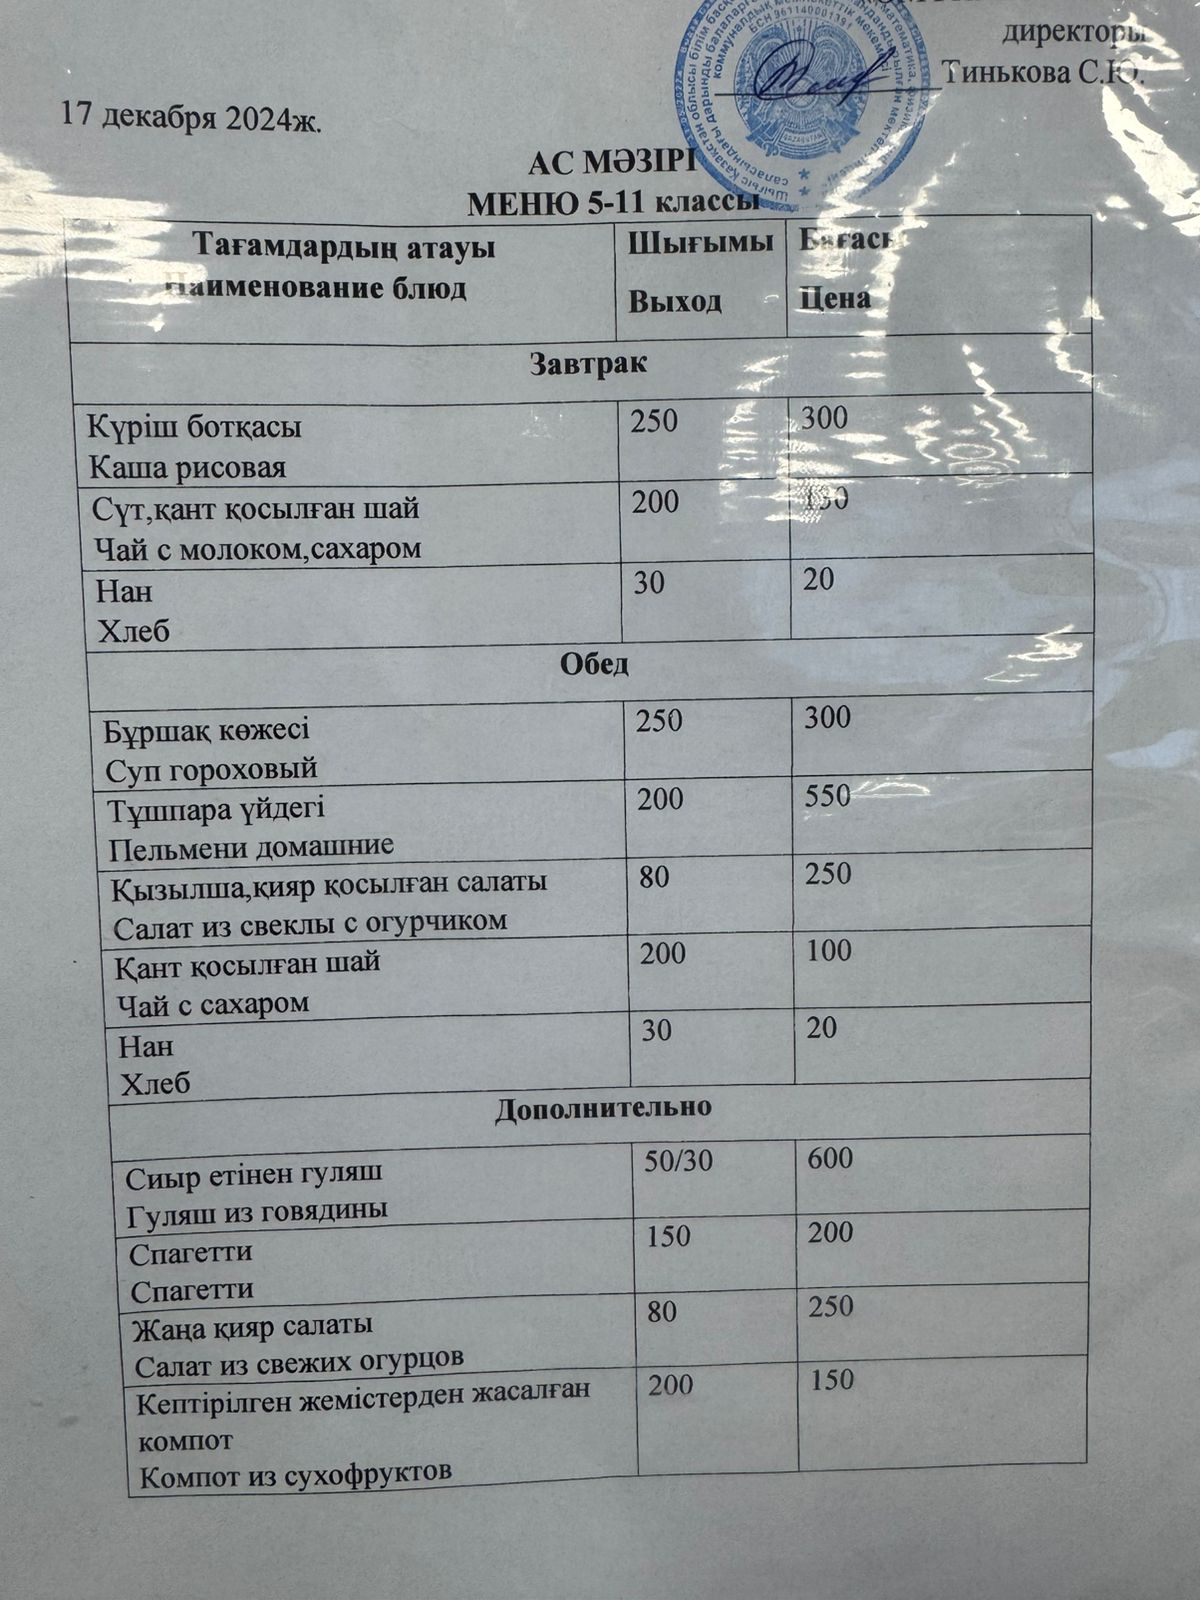 директоры
Тинькова С.Ю.
17 декабря 2024ж.
АС МӘЗІРІ
МЕНЮ 5-11 классы
Тағамдардың атауы
Наименование блюд
Шығымы
Выход
Бағасы
Цена
Завтрак
Күріш ботқасы
Каша рисовая
250
300
Сүт,қант қосылған шай
Чай с молоком,сахаром
200
Нан
Хлеб
30
20
Обед
Бұршақ көжесі
Суп гороховый
250
300
Тұшпара үйдегі
Пельмени домашние
200
550
Қызылша,қияр қосылған салаты
Салат из свеклы с огурчиком
80
250
Қант қосылған шай
Чай с сахаром
200
100
Нан
Хлеб
30
20
Дополнительно
Сиыр етінен гуляш
Гуляш из говядины
50/30
600
Спагетти
Спагетти
150
200
Жаңа қияр салаты
Салат из свежих огурцов
80
250
Кептірілген жемістерден жасалған
компот
Компот из сухофруктов
200
150